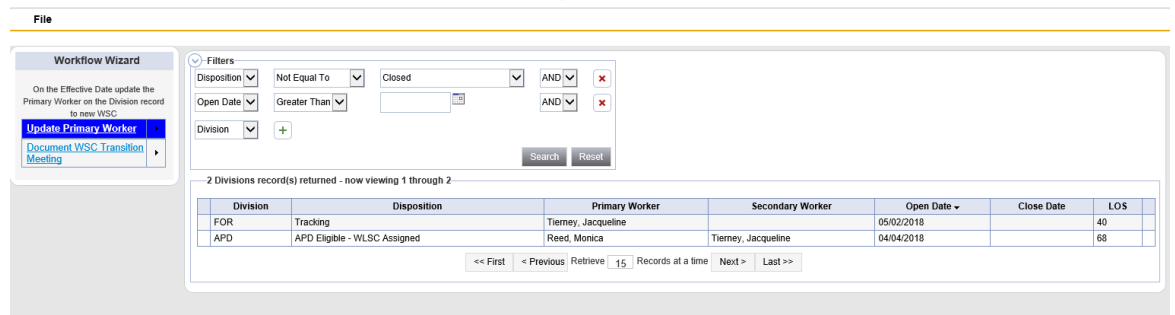 File
Workflow Wizard
On the Effective Date update the
Primary Worker on the Division record
to new WSC
Update Primary Worker
Document WSC Transition
Meeting
Filters
Disposition Not Equal To Closed AND
Open Date Greater Than AND
Division
Search Reset
2 Divisions record(s) returned - now viewing 1 through 2
Division Disposition Primary Worker Secondary Worker Open Date Close Date LOS
FOR Tracking Tierney, Jacqueline 05/02/2018 40
APD APD Eligible - WLSC Assigned Reed, Monica Tierney, Jacqueline 04/04/2018 68
<< First < Previous Retrieve 15 Records at a time Next > Last >>